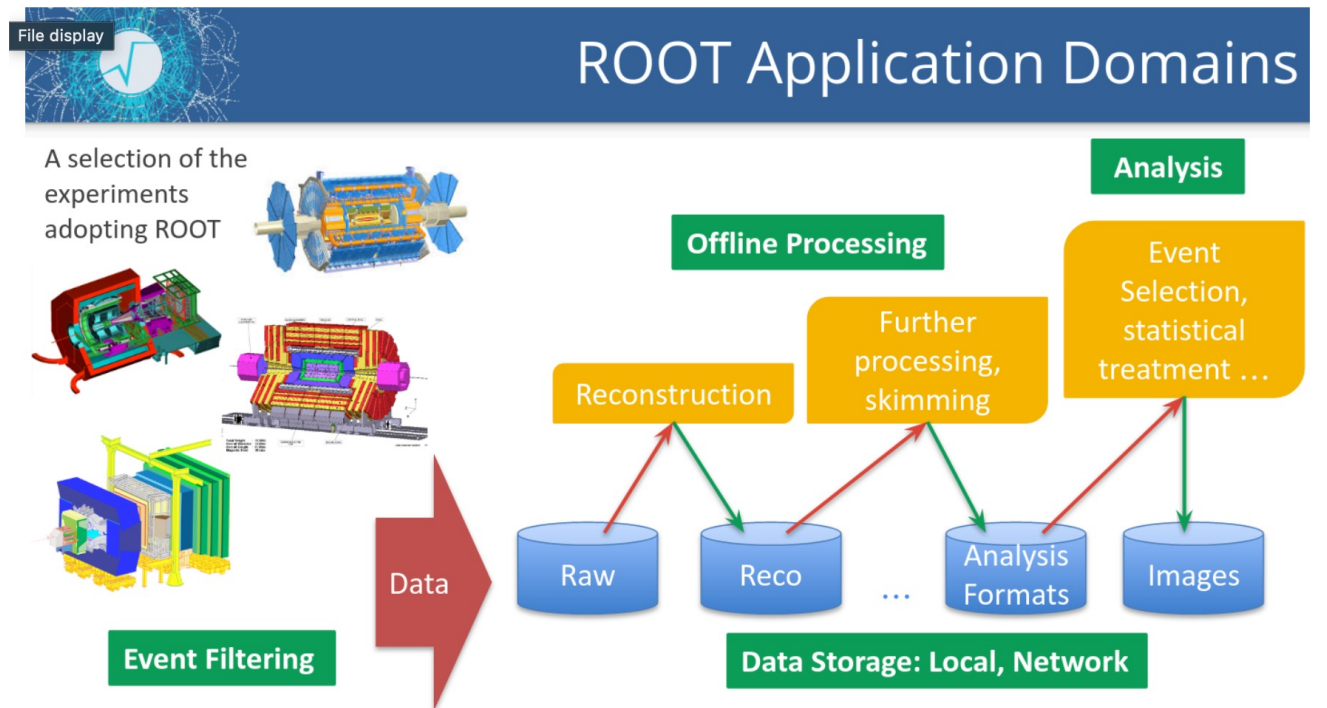 File display
ROOT Application Domains
A selection of the
experiments
adopting ROOT
Analysis
Offline Processing
Event
Selection,
statistical
treatment ...
Further
processing,
skimming
Reconstruction
Data
Raw
Reco
...
Analysis
Formats
Images
Event Filtering
Data Storage: Local, Network